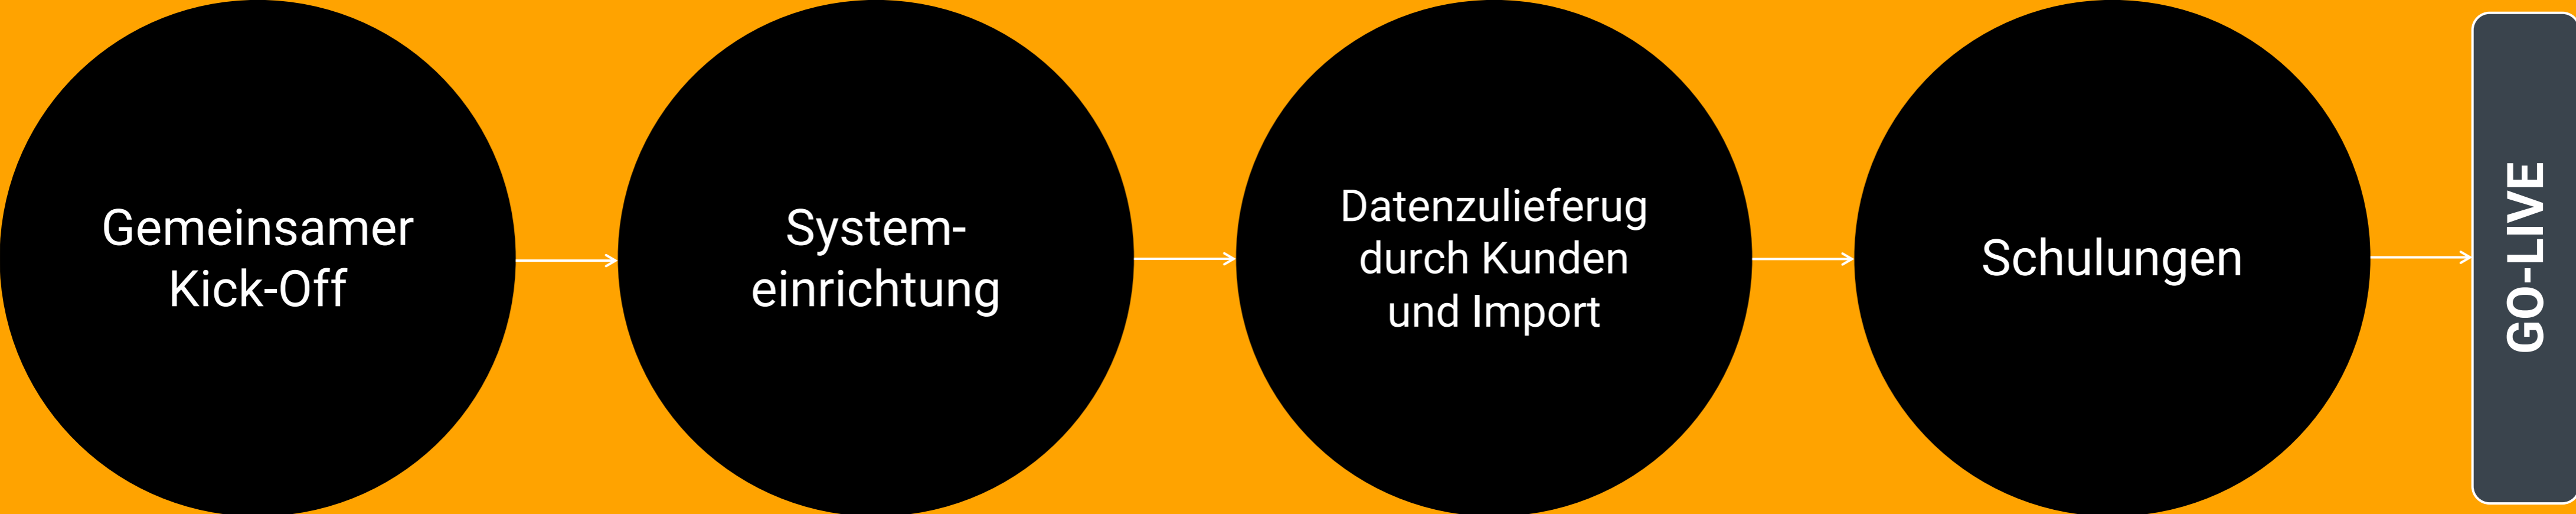 Gemeinsamer
Kick-Off
System-
einrichtung
Datenzulieferug
durch Kunden
und Import
Schulungen
GO-LIVE